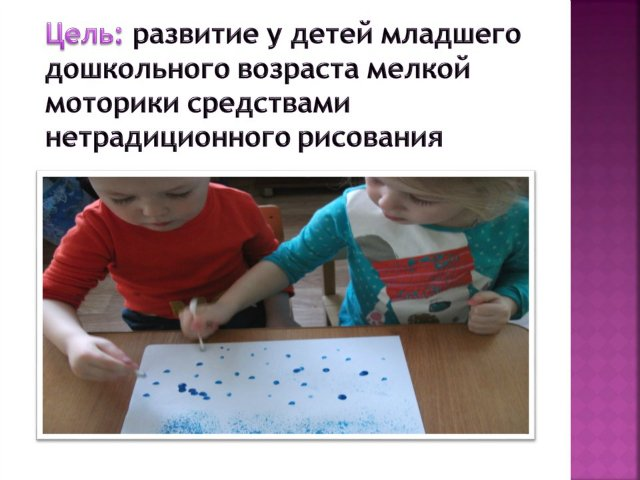 Цель: развитие у детей младшего
дошкольного возраста мелкой
моторики средствами
нетрадиционного рисования